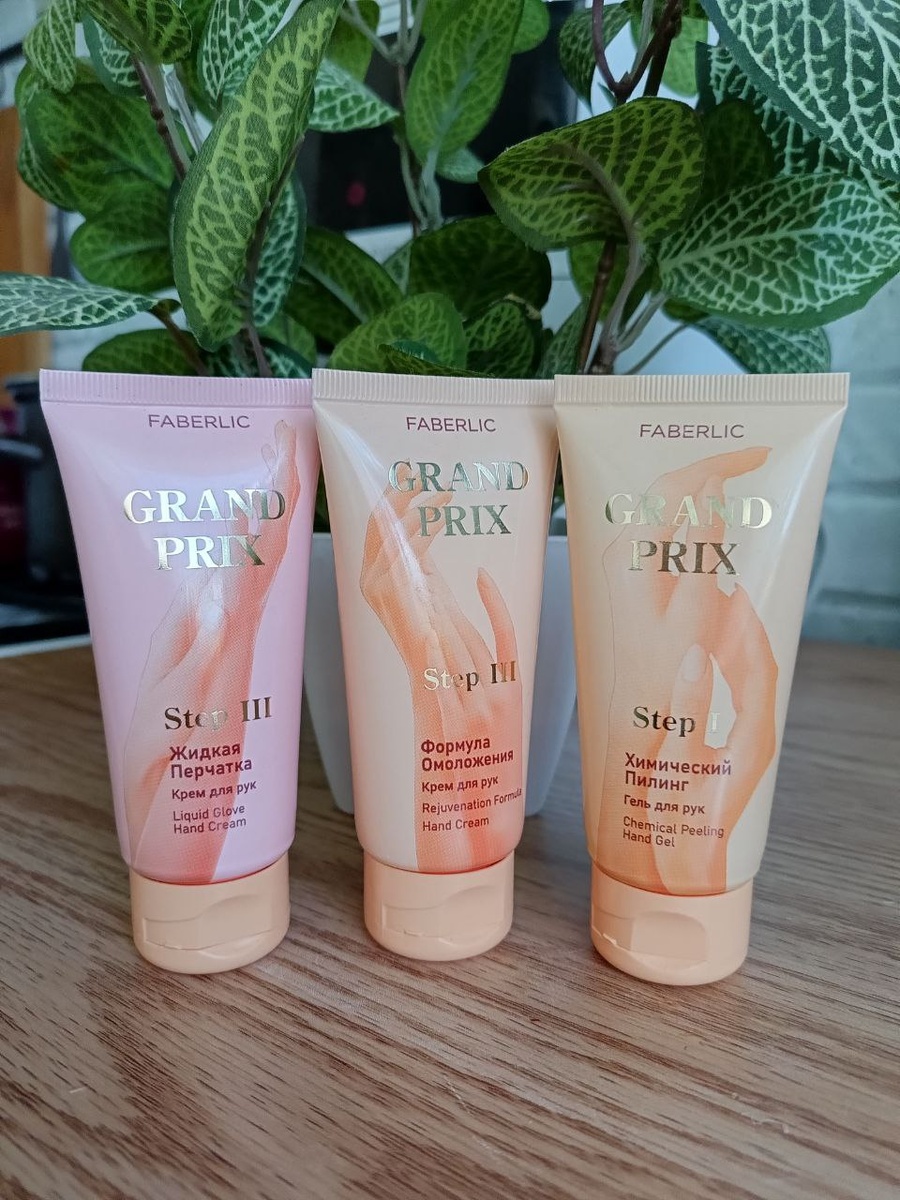 FABERLIC
GRAND
PRIX
Step III
Жидкая
Перчатка
Крем для рук
Liquid Glove
Hand Cream
FABERLIC
GRAND
PRIX
Step III
Формула
Омоложения
Крем для рук
Rejuvenation Formula
Hand Cream
FABERLIC
GRAND
PRIX
Step I
Химический
Пилинг
Гель для рук
Chemical Peeling
Hand Gel